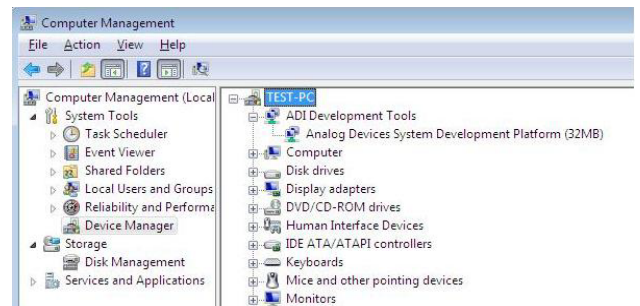 Computer Management
File Action View Help
Computer Management (Local
System Tools
Task Scheduler
Event Viewer
Shared Folders
Local Users and Groups
Reliability and Performa
Device Manager
Storage
Disk Management
Services and Applications
TEST-PC
ADI Development Tools
Analog Devices System Development Platform (32MB)
Computer
Disk drives
Display adapters
DVD/CD-ROM drives
Human Interface Devices
IDE ATA/ATAPI controllers
Keyboards
Mice and other pointing devices
Monitors